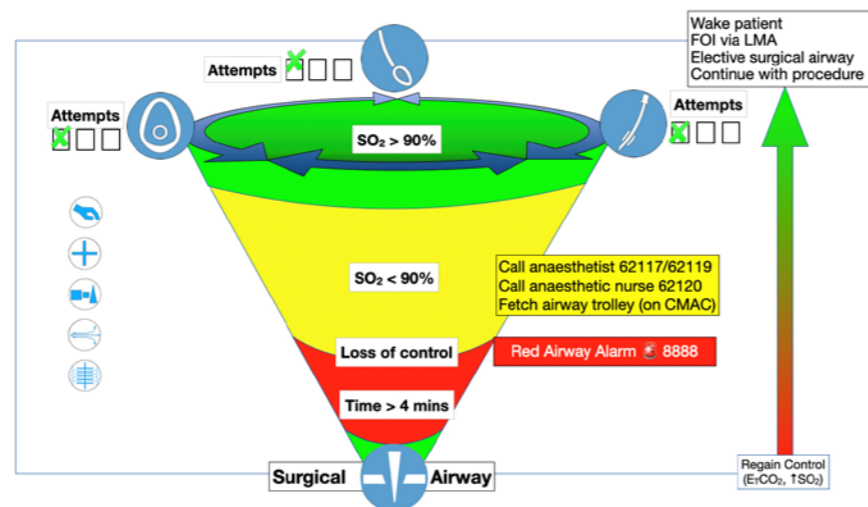 Wake patient
FOI via LMA
Elective surgical airway
Continue with procedure
Attempts
Attempts
Attempts
SO₂ > 90%
SO₂ < 90%
Call anaesthetist 62117/62119
Call anaesthetic nurse 62120
Fetch airway trolley (on CMAC)
Loss of control
Red Airway Alarm 🚨 8888
Time > 4 mins
Surgical Airway
Regain Control
(EᴛCO₂, ↑SO₂)